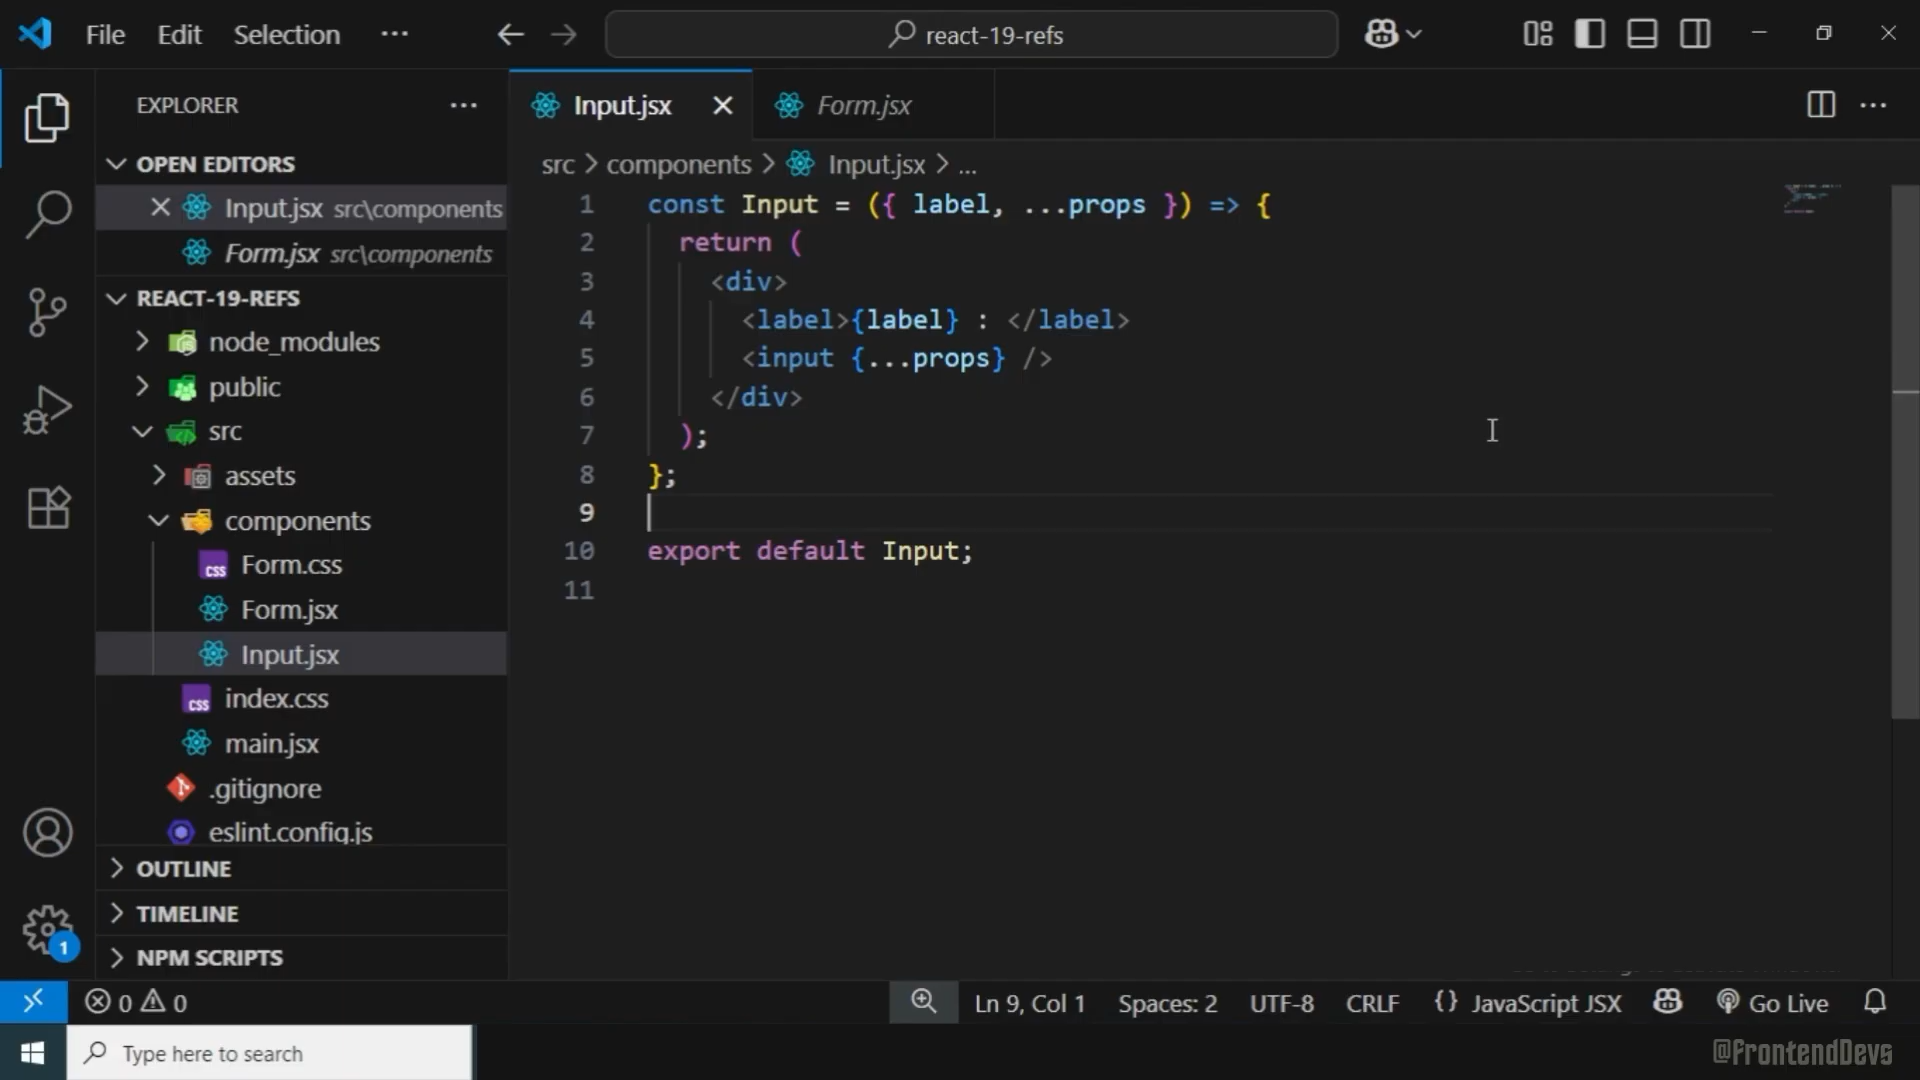 File Edit Selection ···
react-19-refs
EXPLORER ···
OPEN EDITORS
Input.jsx src\components
Form.jsx src\components
REACT-19-REFS
node_modules
public
src
assets
components
Form.css
Form.jsx
Input.jsx
index.css
main.jsx
.gitignore
eslint.config.js
OUTLINE
TIMELINE
NPM SCRIPTS
Input.jsx
Form.jsx
src > components > Input.jsx > ...
1 const Input = ({ label, ...props }) => {
2 return (
3 <div>
4 <label>{label} : </label>
5 <input {...props} />
6 </div>
7 );
8 };
9
10 export default Input;
11
1
0 0
Ln 9, Col 1 Spaces: 2 UTF-8 CRLF {} JavaScript JSX Go Live
Type here to search
@FrontendDevs